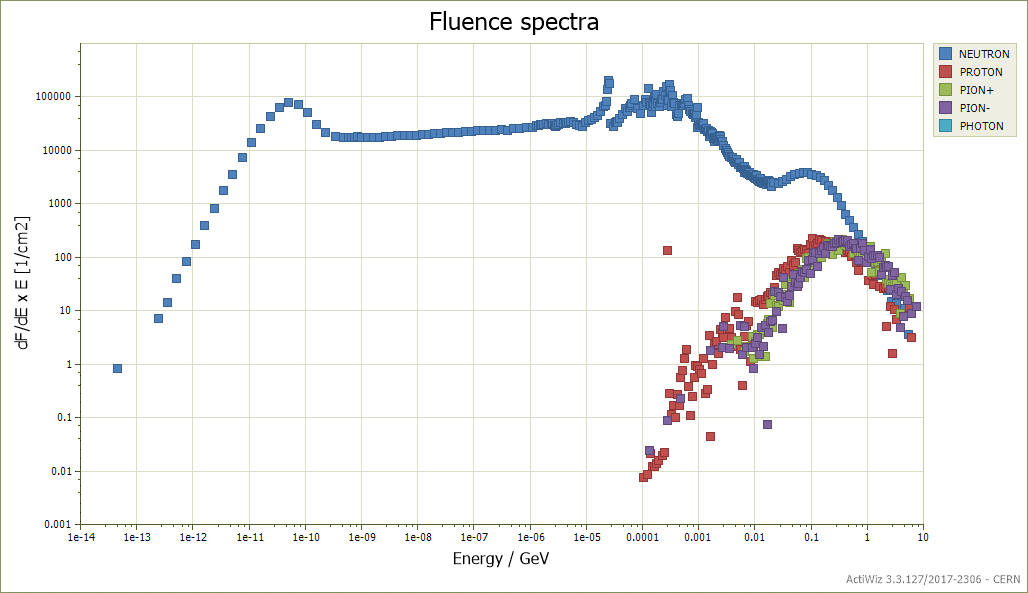 Fluence spectra
dF/dE x E [1/cm2]
100000
10000
1000
100
10
1
0.1
0.01
0.001
1e-14 1e-13 1e-12 1e-11 1e-10 1e-09 1e-08 1e-07 1e-06 1e-05 0.0001 0.001 0.01 0.1 1 10
Energy / GeV
NEUTRON
PROTON
PION+
PION-
PHOTON
ActiWiz 3.3.127/2017-2306 - CERN